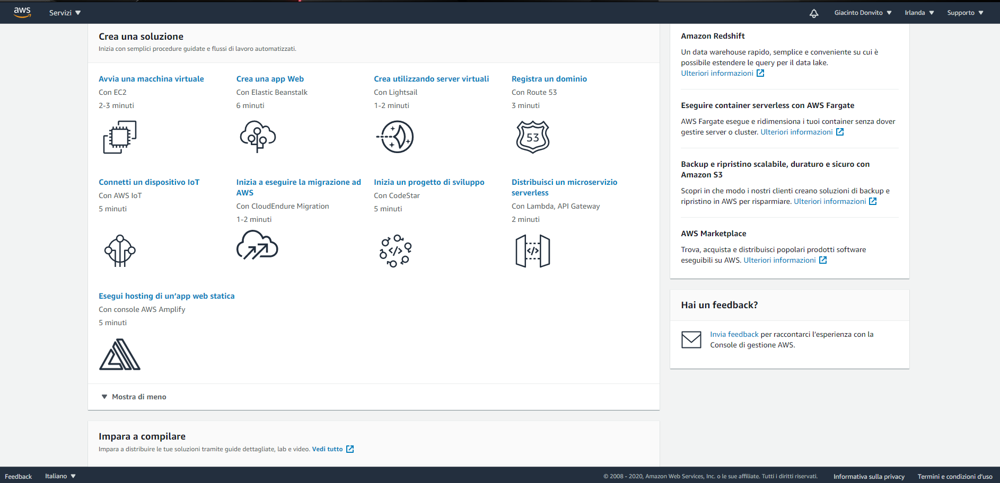 aws
Servizi
Giacinto Donvito
Irlanda
Supporto
Crea una soluzione
Inizia con semplici procedure guidate e flussi di lavoro automatizzati.
Avvia una macchina virtuale
Con EC2
2-3 minuti
Crea una app Web
Con Elastic Beanstalk
6 minuti
Crea utilizzando server virtuali
Con Lightsail
1-2 minuti
Registra un dominio
Con Route 53
3 minuti
53
Connetti un dispositivo IoT
Con AWS IoT
5 minuti
Inizia a eseguire la migrazione ad
AWS
Con CloudEndure Migration
1-2 minuti
Inizia un progetto di sviluppo
Con CodeStar
5 minuti
</>
Distribuisci un microservizio
serverless
Con Lambda, API Gateway
2 minuti
</>
Esegui hosting di un’app web statica
Con console AWS Amplify
5 minuti
Mostra di meno
Impara a compilare
Impara a distribuire le tue soluzioni tramite guide dettagliate, lab e video. Vedi tutto
Amazon Redshift
Un data warehouse rapido, semplice e conveniente su cui è
possibile estendere le query per il data lake.
Ulteriori informazioni
Eseguire container serverless con AWS Fargate
AWS Fargate esegue e ridimensiona i tuoi container senza dover
gestire server o cluster. Ulteriori informazioni
Backup e ripristino scalabile, duraturo e sicuro con
Amazon S3
Scopri in che modo i nostri clienti creano soluzioni di backup e
ripristino in AWS per risparmiare. Ulteriori informazioni
AWS Marketplace
Trova, acquista e distribuisci popolari prodotti software
eseguibili su AWS. Ulteriori informazioni
Hai un feedback?
Invia feedback per raccontarci l’esperienza con la
Console di gestione AWS.
Feedback
Italiano
© 2008 - 2020, Amazon Web Services, Inc. o le sue affiliate. Tutti i diritti riservati.
Informativa sulla privacy
Termini e condizioni d’uso